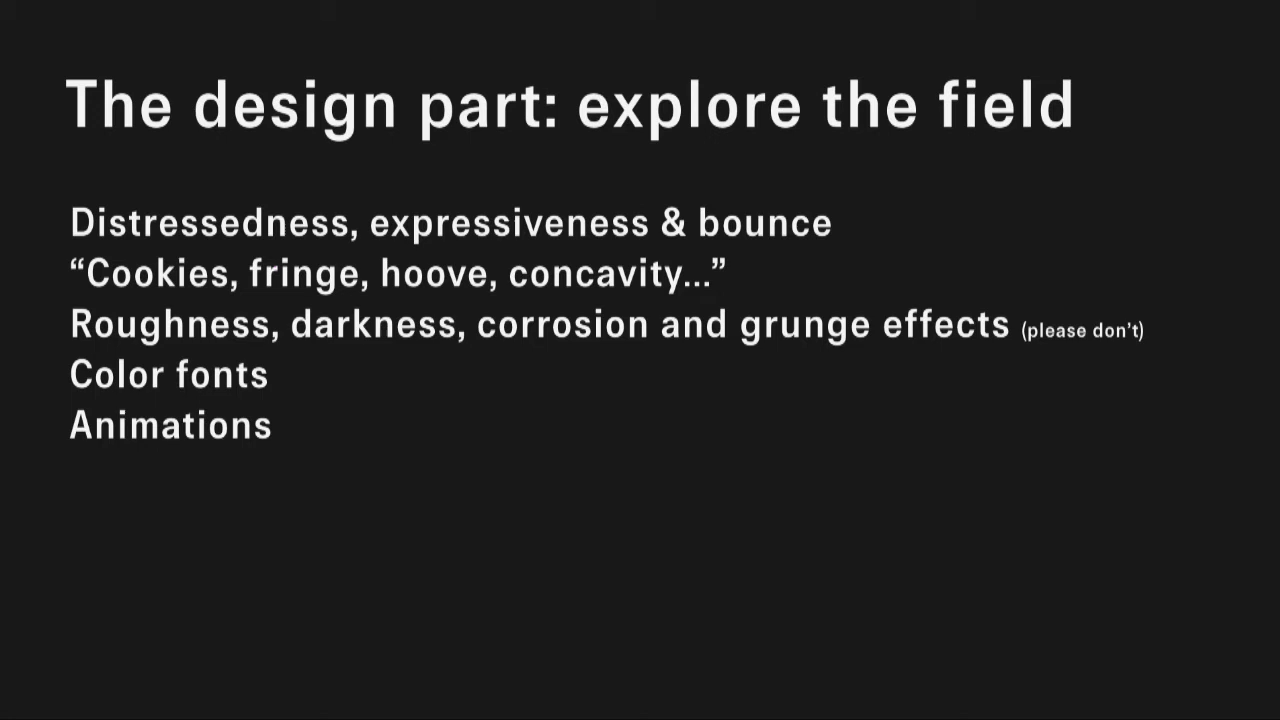 The design part: explore the field
Distressedness, expressiveness & bounce
“Cookies, fringe, hoove, concavity...”
Roughness, darkness, corrosion and grunge effects (please don’t)
Color fonts
Animations